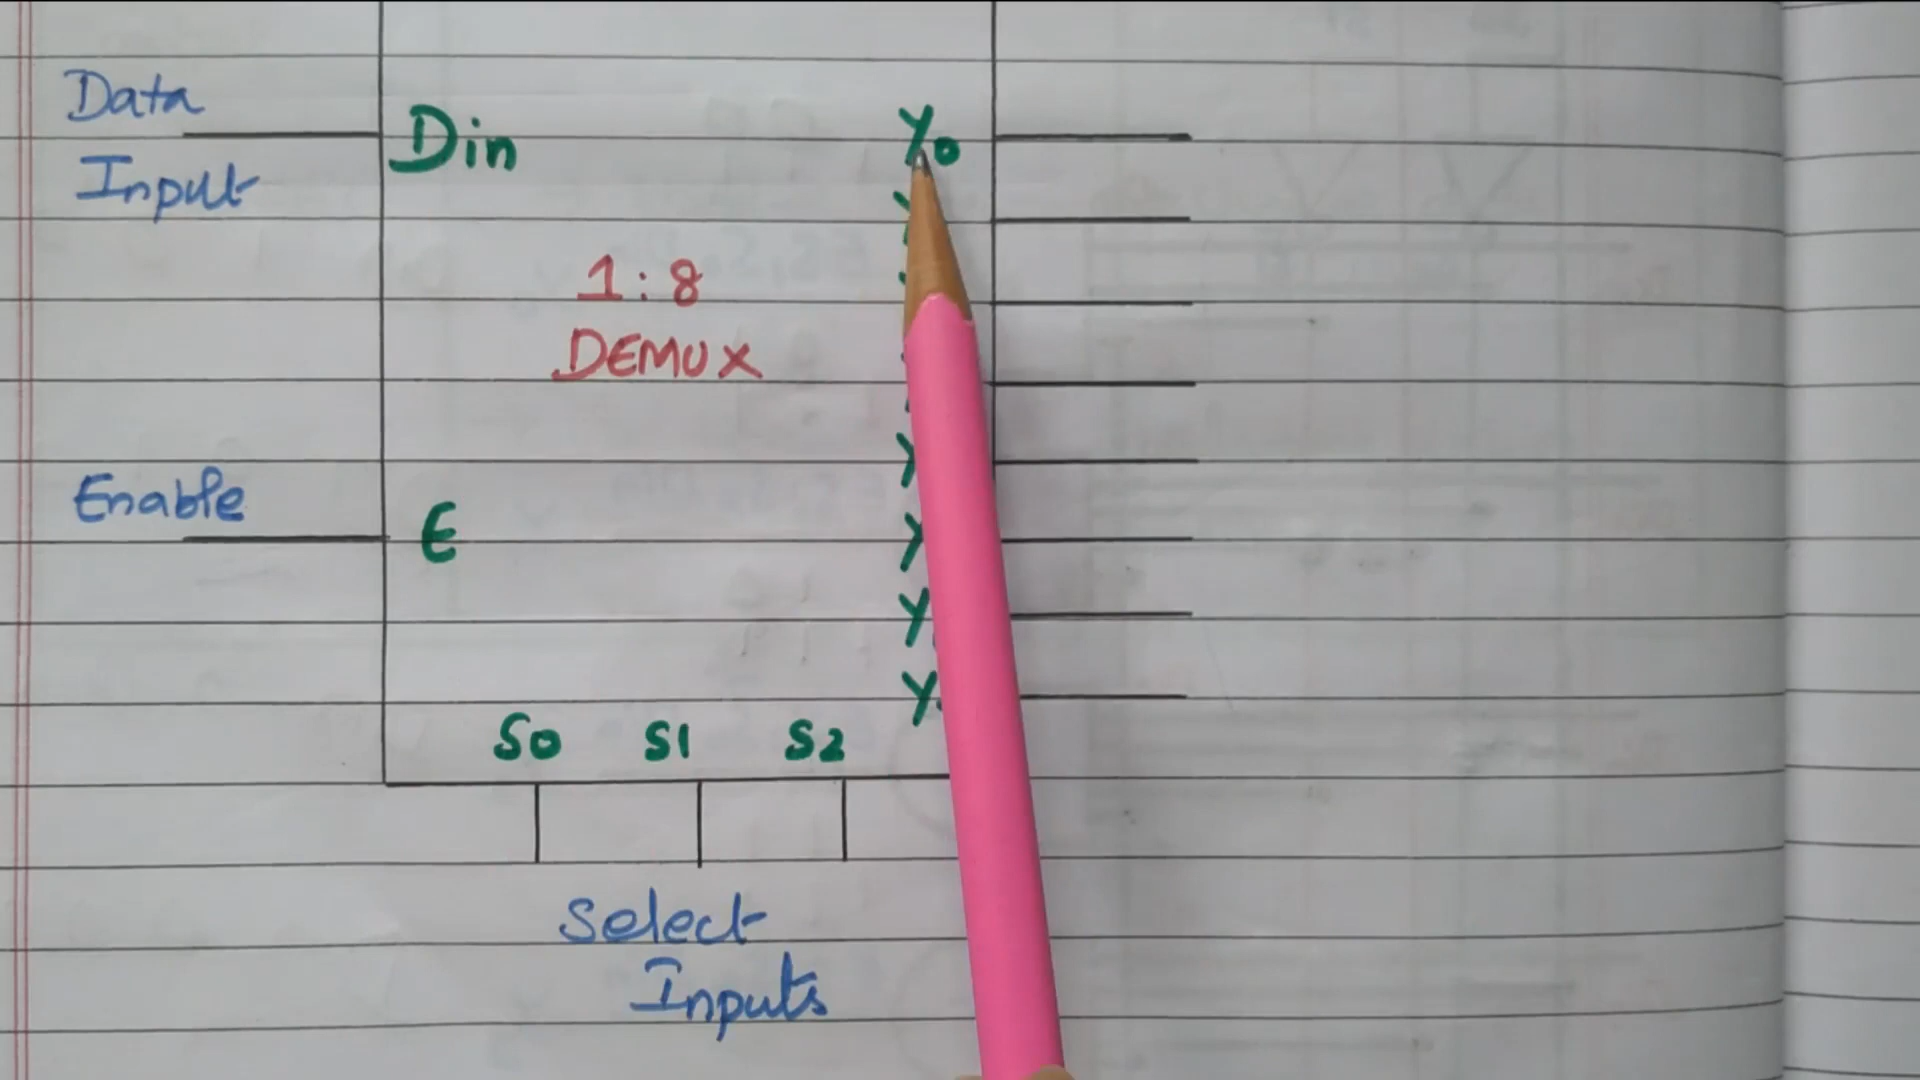 Data
Input
Din
Y0
1:8
DEMUX
Y
Y
Enable
E
Y
Y
S0 S1 S2
Select
Inputs